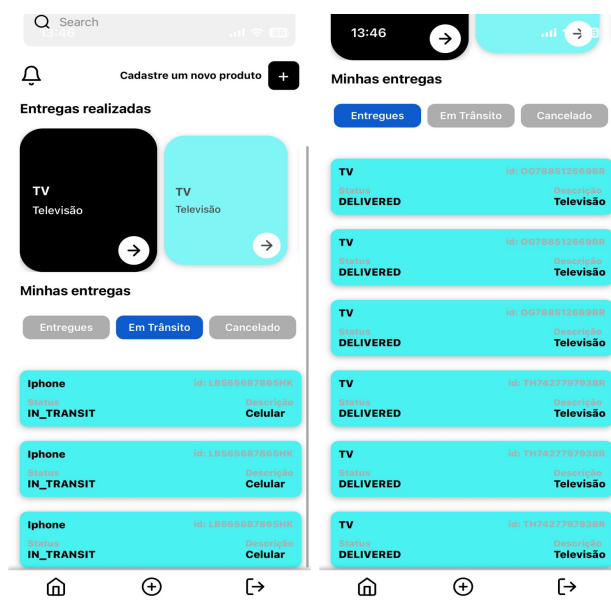 Search
13:46
Cadastre um novo produto +
Entregas realizadas
TV
Televisão
TV
Televisão
Minhas entregas
Entregues Em Trânsito Cancelado
Iphone id: LB565687865HK
Status Descrição
IN_TRANSIT Celular
Iphone id: LB565687865HK
Status Descrição
IN_TRANSIT Celular
Iphone id: LB565687865HK
Status Descrição
IN_TRANSIT Celular
13:46
Minhas entregas
Entregues Em Trânsito Cancelado
TV id: OG788512669BR
Status Descrição
DELIVERED Televisão
TV id: OG788512669BR
Status Descrição
DELIVERED Televisão
TV id: OG788512669BR
Status Descrição
DELIVERED Televisão
TV id: TH742779793BR
Status Descrição
DELIVERED Televisão
TV id: TH742779793BR
Status Descrição
DELIVERED Televisão
TV id: TH742779793BR
Status Descrição
DELIVERED Televisão